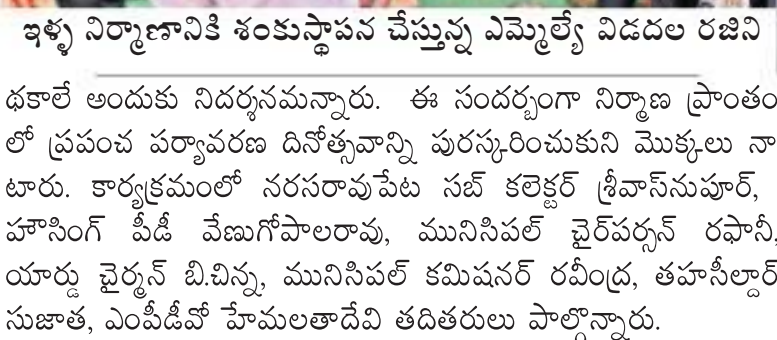 ఇళ్ళ నిర్మాణానికి శంకుస్థాపన చేస్తున్న ఎమ్మెల్యే విడదల రజిని
థకాలే అందుకు నిదర్శనమన్నారు. ఈ సందర్భంగా నిర్మాణ ప్రాంతం
లో ప్రపంచ పర్యావరణ దినోత్సవాన్ని పురస్కరించుకుని మొక్కలు నా
టారు. కార్యక్రమంలో నరసరావుపేట సబ్ కలెక్టర్ శ్రీవాస్‌నుపూర్,
హౌసింగ్ పీడీ వేణుగోపాలరావు, మునిసిపల్ చైర్‌పర్సన్ రఫానీ,
యార్డు చైర్మన్ బి.చిన్న, మునిసిపల్ కమిషనర్ రవీంద్ర, తహసీల్దార్
సుజాత, ఎంపీడీవో హేమలతాదేవి తదితరులు పాల్గొన్నారు.